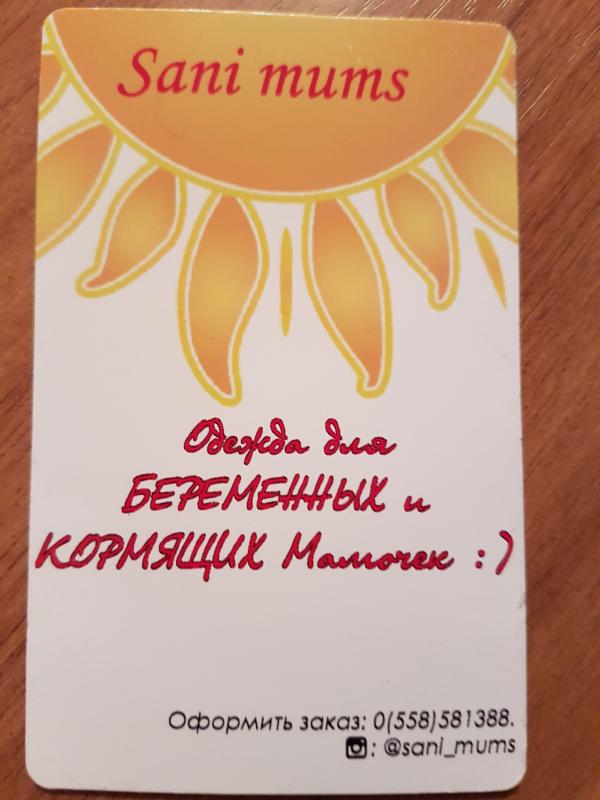 Sani mums
Одежда для
БЕРЕМЕННЫХ и
КОРМЯЩИХ Мамочек :)
Оформить заказ: 0(558)581388.
: @sani_mums